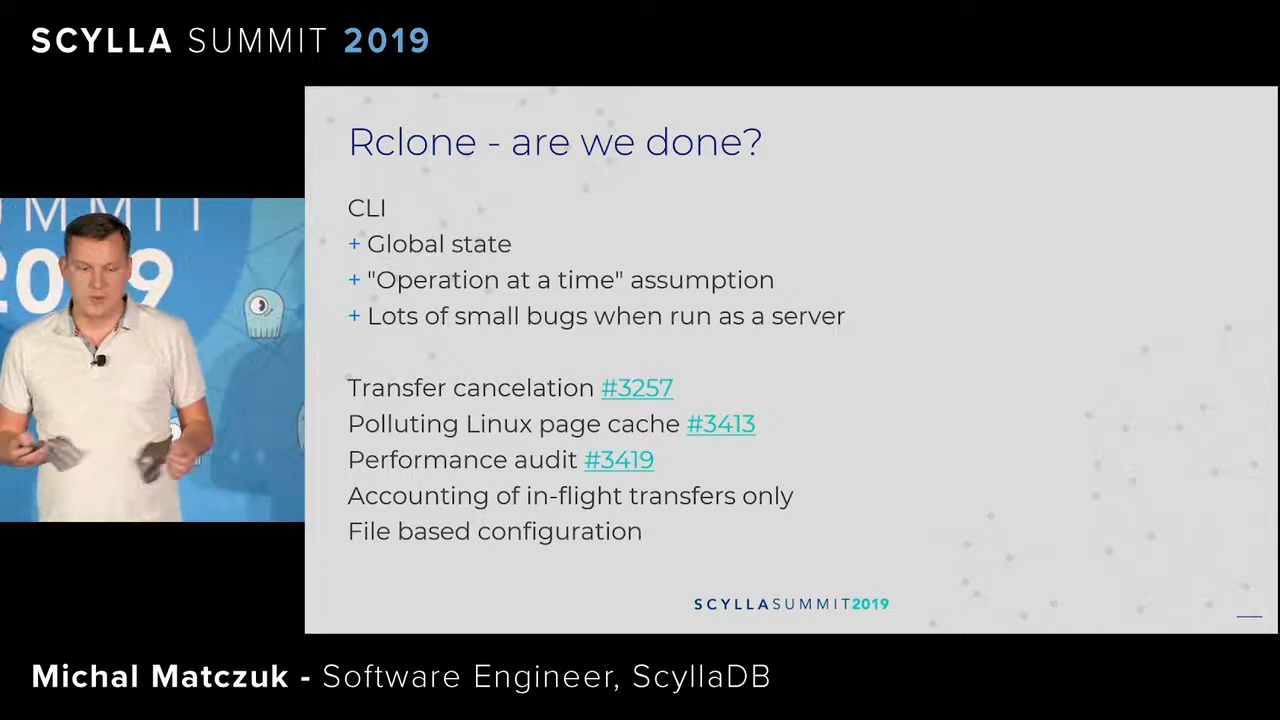 SCYLLA SUMMIT 2019
Rclone - are we done?
CLI
+ Global state
+ "Operation at a time" assumption
+ Lots of small bugs when run as a server
Transfer cancelation #3257
Polluting Linux page cache #3413
Performance audit #3419
Accounting of in-flight transfers only
File based configuration
SCYLLASUMMIT2019
UMMIT
2019
Michal Matczuk - Software Engineer, ScyllaDB